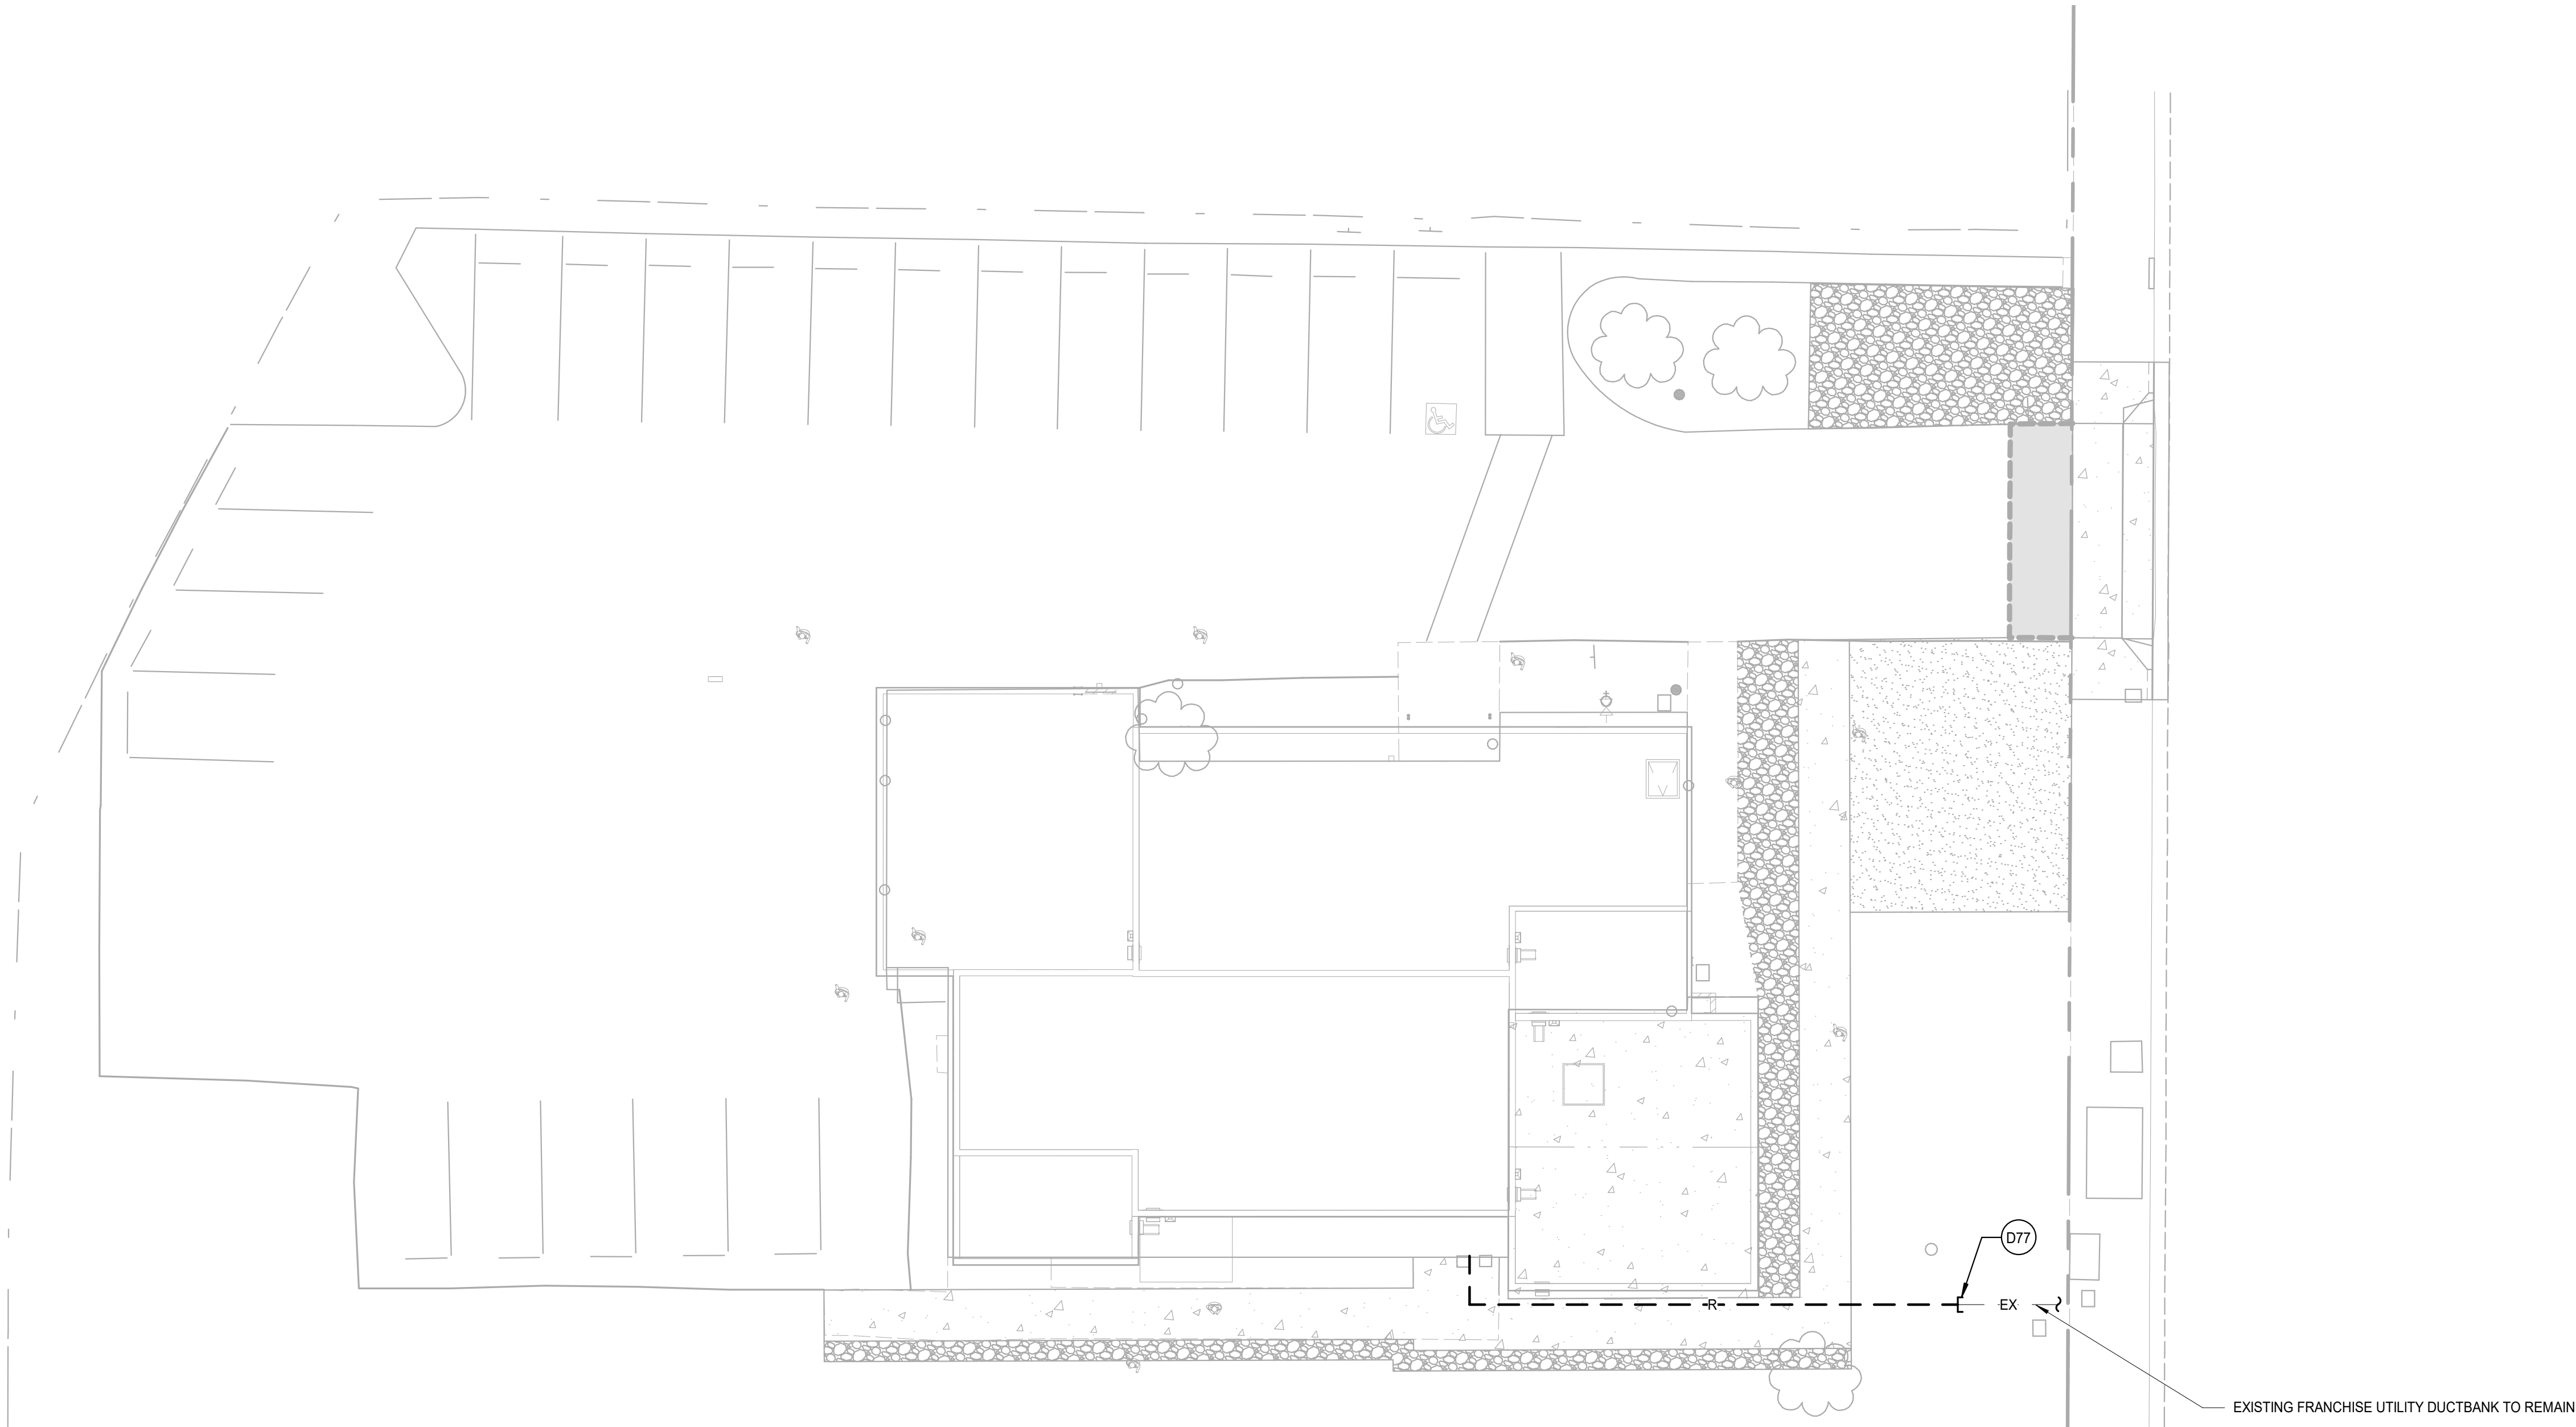 D77
R
EX
EXISTING FRANCHISE UTILITY DUCTBANK TO REMAIN